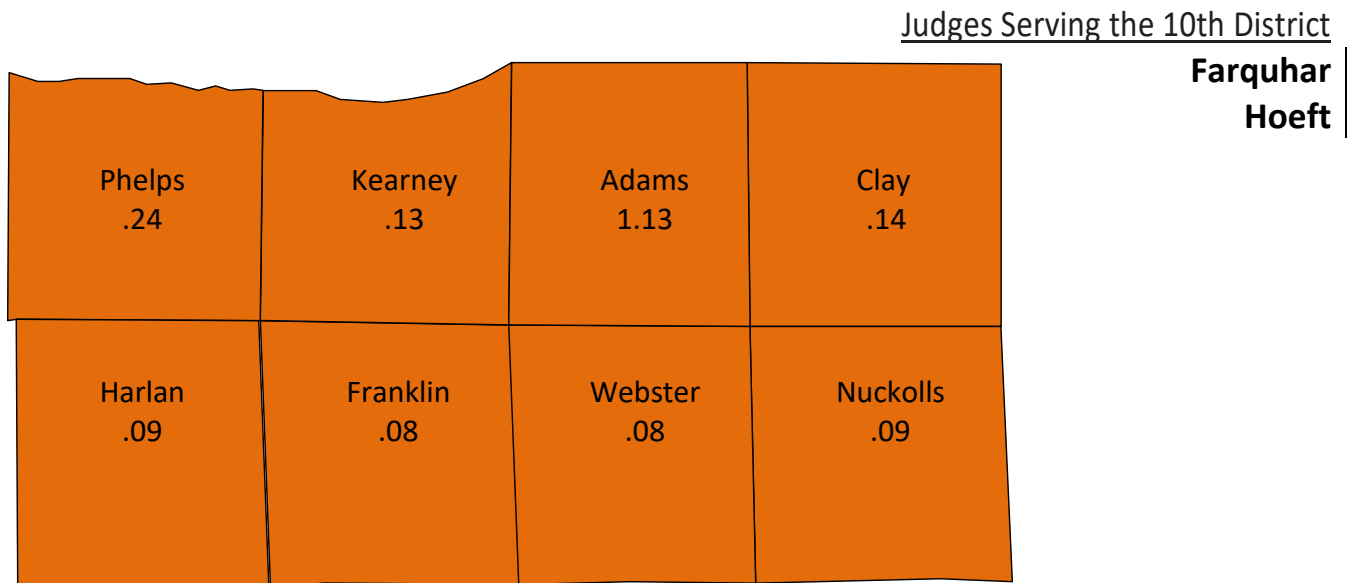 Judges Serving the 10th District
Farquhar
Hoeft
Phelps
.24
Kearney
.13
Adams
1.13
Clay
.14
Harlan
.09
Franklin
.08
Webster
.08
Nuckolls
.09